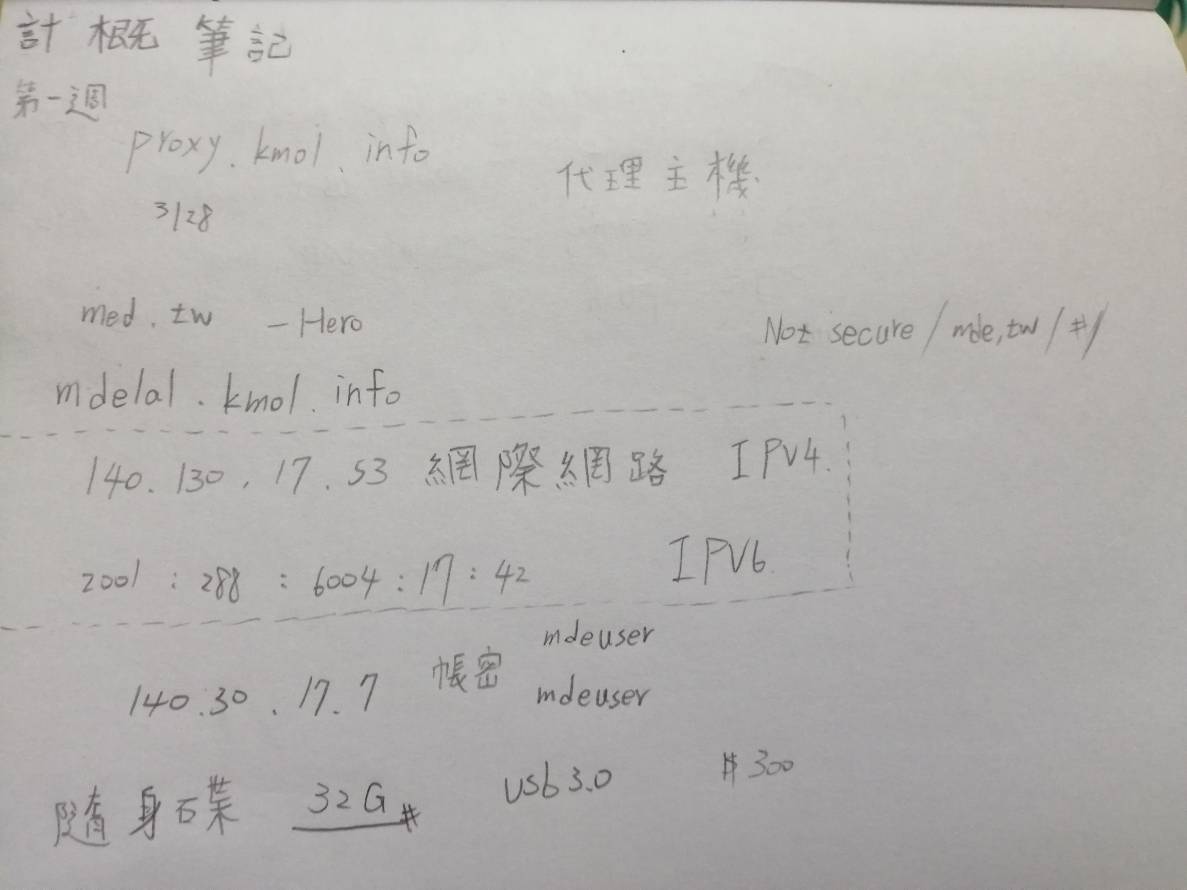 計概筆記
第一週
proxy.kmol.info 代理主機
3128
med.tw - Hero Not secure / mde.tw / #/
mdelal.kmol.info
140.130.17.53 網際網路 IPV4.
2001:288:6004:17:42 IPV6
mdeuser
140.30.17.7 帳密
mdeuser
隨身碟 32G # USb 3.0 # 300